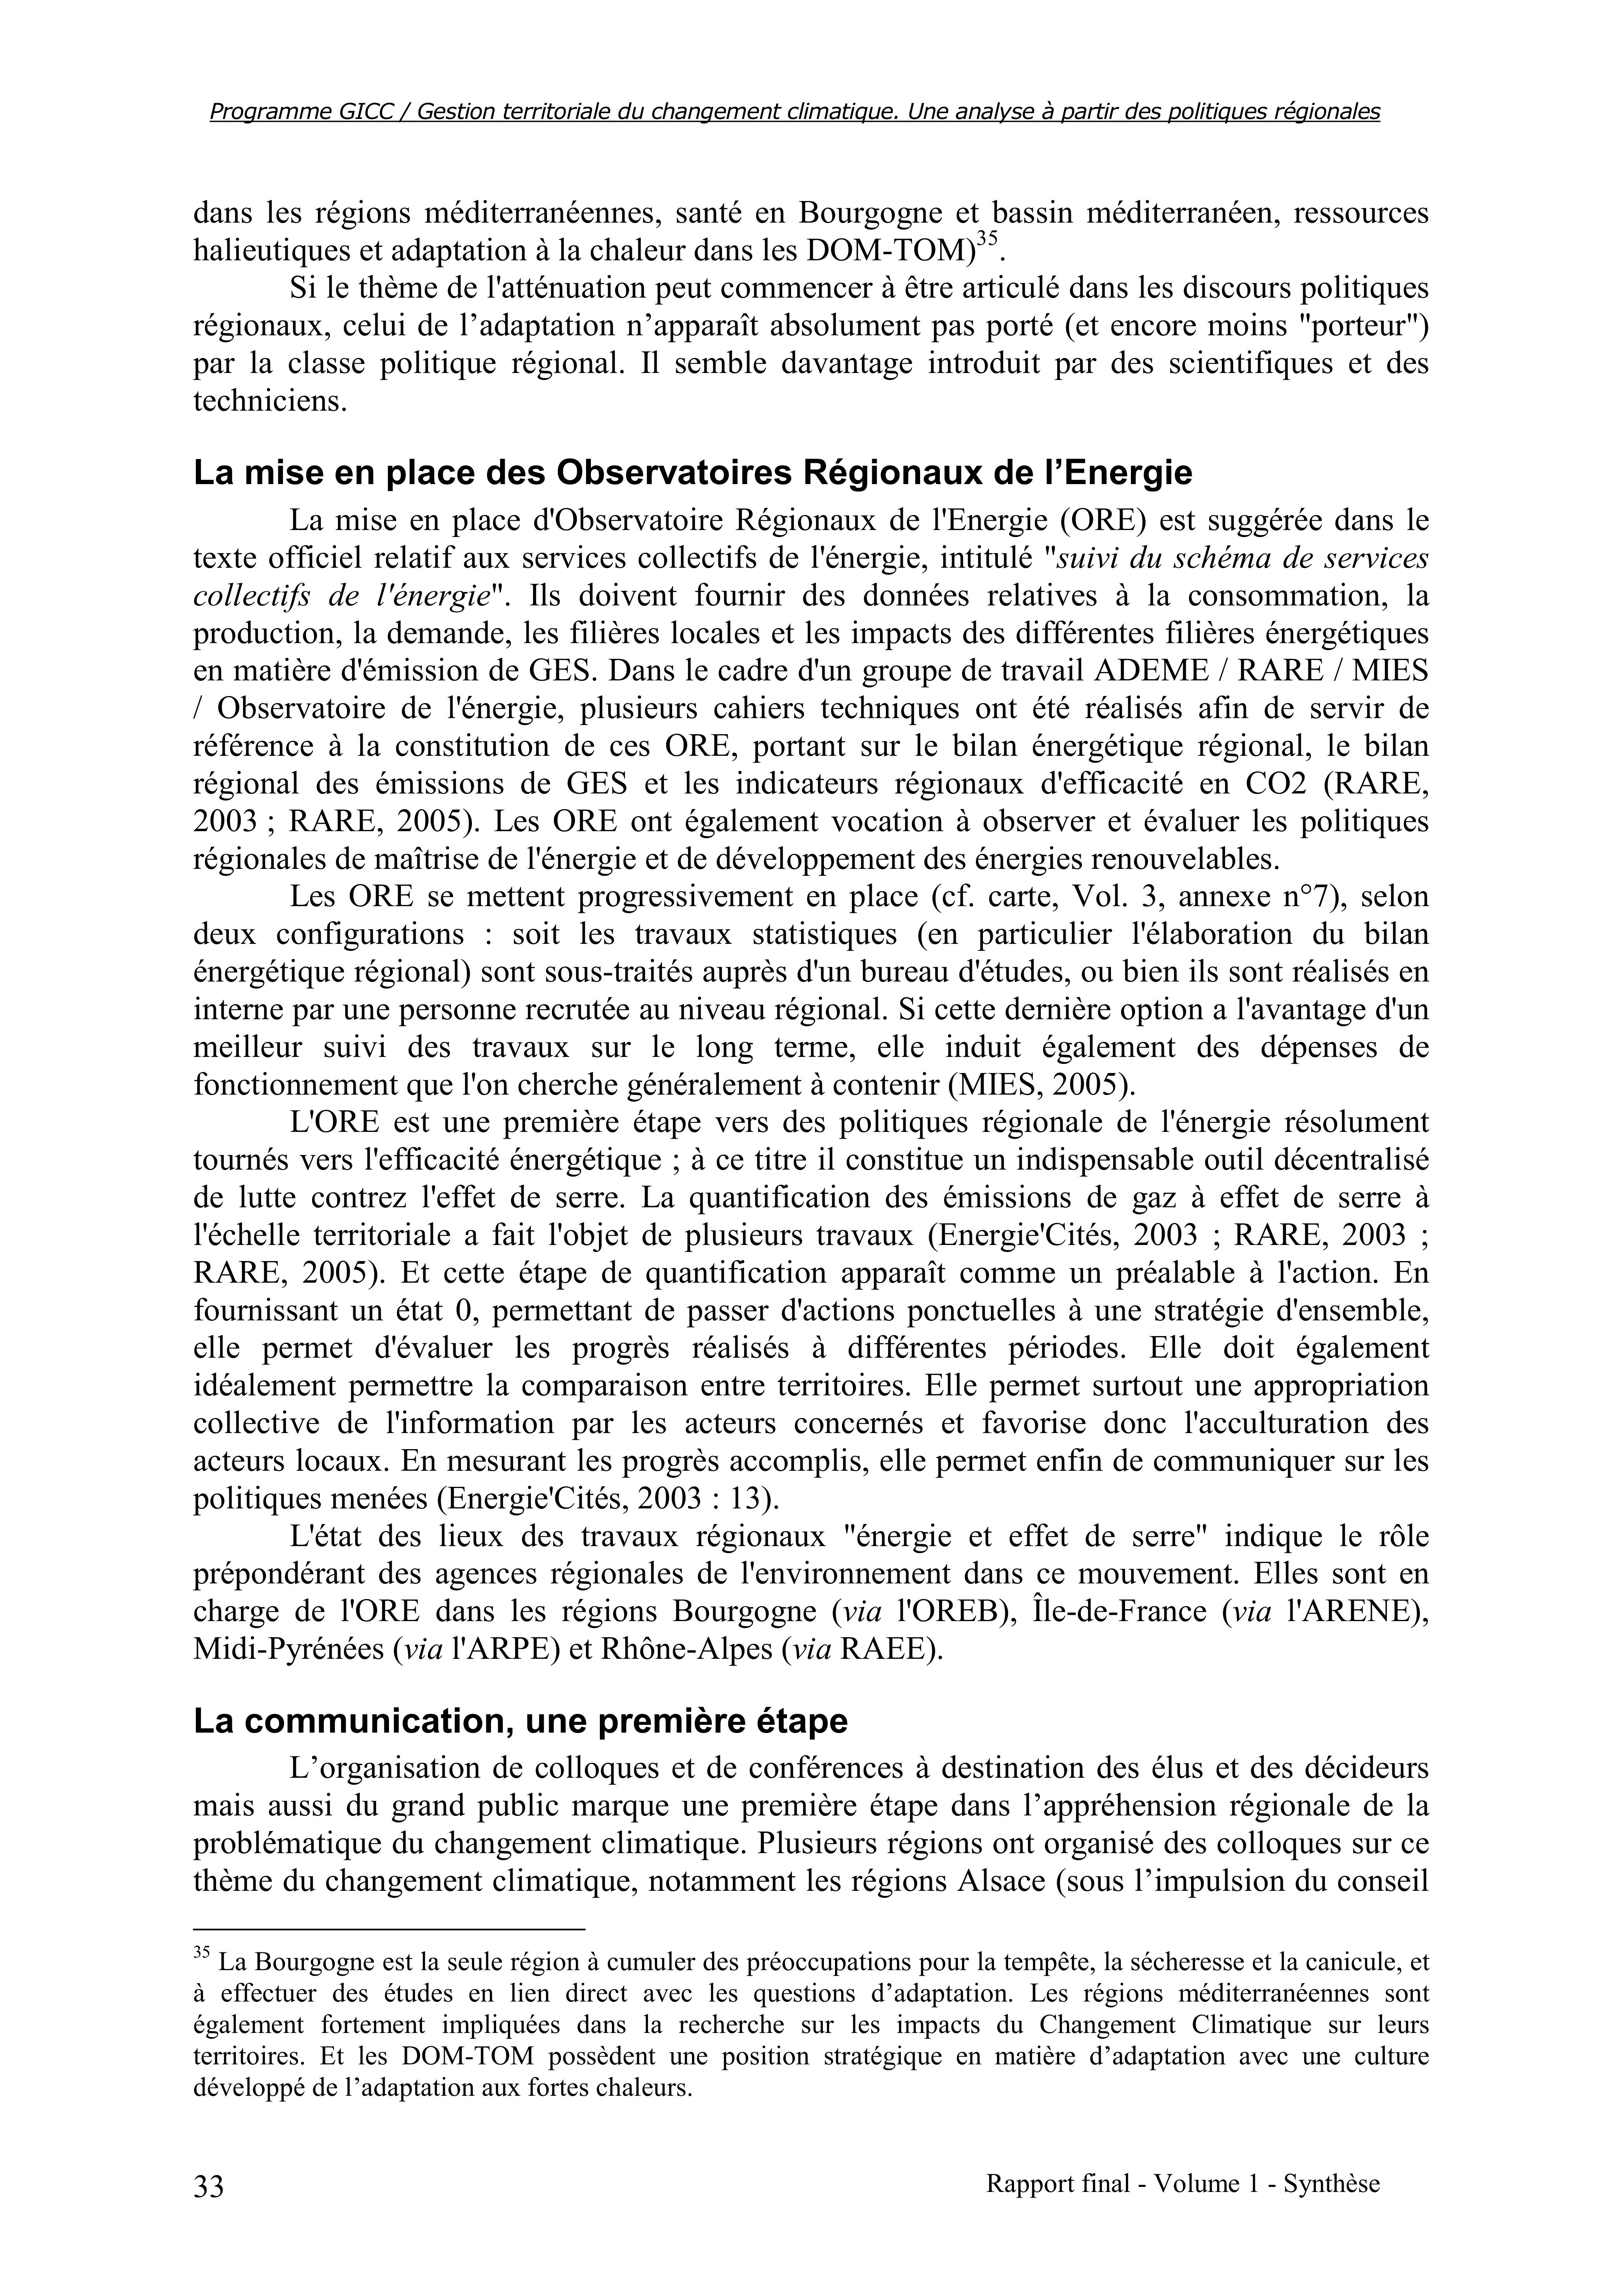 Programme GICC / Gestion territoriale du changement climatique. Une analyse à partir des politiques régionales
dans les régions méditerranéennes, santé en Bourgogne et bassin méditerranéen, ressources
halieutiques et adaptation à la chaleur dans les DOM-TOM)35.
Si le thème de l'atténuation peut commencer à être articulé dans les discours politiques
régionaux, celui de l’adaptation n’apparaît absolument pas porté (et encore moins "porteur")
par la classe politique régional. Il semble davantage introduit par des scientifiques et des
techniciens.
La mise en place des Observatoires Régionaux de l’Energie
La mise en place d'Observatoire Régionaux de l'Energie (ORE) est suggérée dans le
texte officiel relatif aux services collectifs de l'énergie, intitulé "suivi du schéma de services
collectifs de l'énergie". Ils doivent fournir des données relatives à la consommation, la
production, la demande, les filières locales et les impacts des différentes filières énergétiques
en matière d'émission de GES. Dans le cadre d'un groupe de travail ADEME / RARE / MIES
/ Observatoire de l'énergie, plusieurs cahiers techniques ont été réalisés afin de servir de
référence à la constitution de ces ORE, portant sur le bilan énergétique régional, le bilan
régional des émissions de GES et les indicateurs régionaux d'efficacité en CO2 (RARE,
2003 ; RARE, 2005). Les ORE ont également vocation à observer et évaluer les politiques
régionales de maîtrise de l'énergie et de développement des énergies renouvelables.
Les ORE se mettent progressivement en place (cf. carte, Vol. 3, annexe n°7), selon
deux configurations : soit les travaux statistiques (en particulier l'élaboration du bilan
énergétique régional) sont sous-traités auprès d'un bureau d'études, ou bien ils sont réalisés en
interne par une personne recrutée au niveau régional. Si cette dernière option a l'avantage d'un
meilleur suivi des travaux sur le long terme, elle induit également des dépenses de
fonctionnement que l'on cherche généralement à contenir (MIES, 2005).
L'ORE est une première étape vers des politiques régionale de l'énergie résolument
tournés vers l'efficacité énergétique ; à ce titre il constitue un indispensable outil décentralisé
de lutte contrez l'effet de serre. La quantification des émissions de gaz à effet de serre à
l'échelle territoriale a fait l'objet de plusieurs travaux (Energie'Cités, 2003 ; RARE, 2003 ;
RARE, 2005). Et cette étape de quantification apparaît comme un préalable à l'action. En
fournissant un état 0, permettant de passer d'actions ponctuelles à une stratégie d'ensemble,
elle permet d'évaluer les progrès réalisés à différentes périodes. Elle doit également
idéalement permettre la comparaison entre territoires. Elle permet surtout une appropriation
collective de l'information par les acteurs concernés et favorise donc l'acculturation des
acteurs locaux. En mesurant les progrès accomplis, elle permet enfin de communiquer sur les
politiques menées (Energie'Cités, 2003 : 13).
L'état des lieux des travaux régionaux "énergie et effet de serre" indique le rôle
prépondérant des agences régionales de l'environnement dans ce mouvement. Elles sont en
charge de l'ORE dans les régions Bourgogne (via l'OREB), Île-de-France (via l'ARENE),
Midi-Pyrénées (via l'ARPE) et Rhône-Alpes (via RAEE).
La communication, une première étape
L’organisation de colloques et de conférences à destination des élus et des décideurs
mais aussi du grand public marque une première étape dans l’appréhension régionale de la
problématique du changement climatique. Plusieurs régions ont organisé des colloques sur ce
thème du changement climatique, notamment les régions Alsace (sous l’impulsion du conseil
35 La Bourgogne est la seule région à cumuler des préoccupations pour la tempête, la sécheresse et la canicule, et
à effectuer des études en lien direct avec les questions d’adaptation. Les régions méditerranéennes sont
également fortement impliquées dans la recherche sur les impacts du Changement Climatique sur leurs
territoires. Et les DOM-TOM possèdent une position stratégique en matière d’adaptation avec une culture
développé de l’adaptation aux fortes chaleurs.
33
Rapport final - Volume 1 - Synthèse